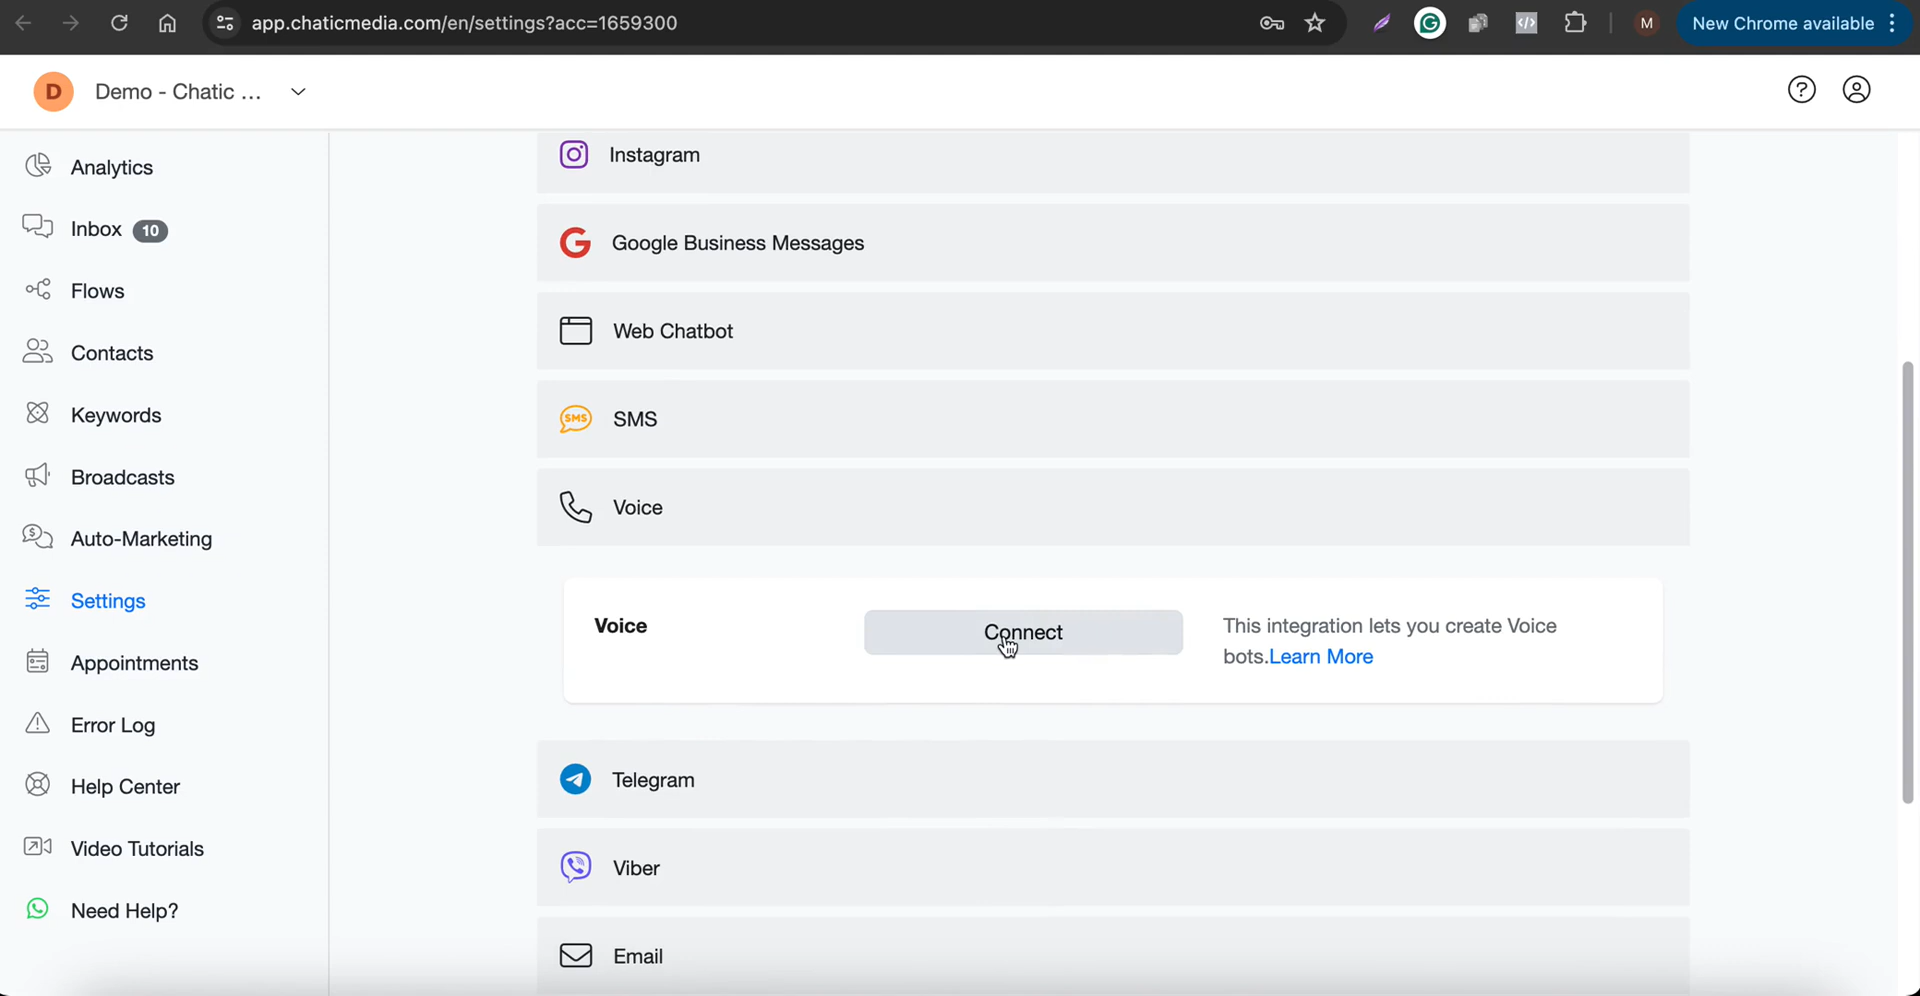 app.chaticmedia.com/en/settings?acc=1659300
M
New Chrome available
D
Demo - Chatic ...
Analytics
Inbox 10
Flows
Contacts
Keywords
Broadcasts
Auto-Marketing
Settings
Appointments
Error Log
Help Center
Video Tutorials
Need Help?
Instagram
Google Business Messages
Web Chatbot
SMS
SMS
Voice
Voice
Connect
This integration lets you create Voice
bots.Learn More
Telegram
Viber
Email